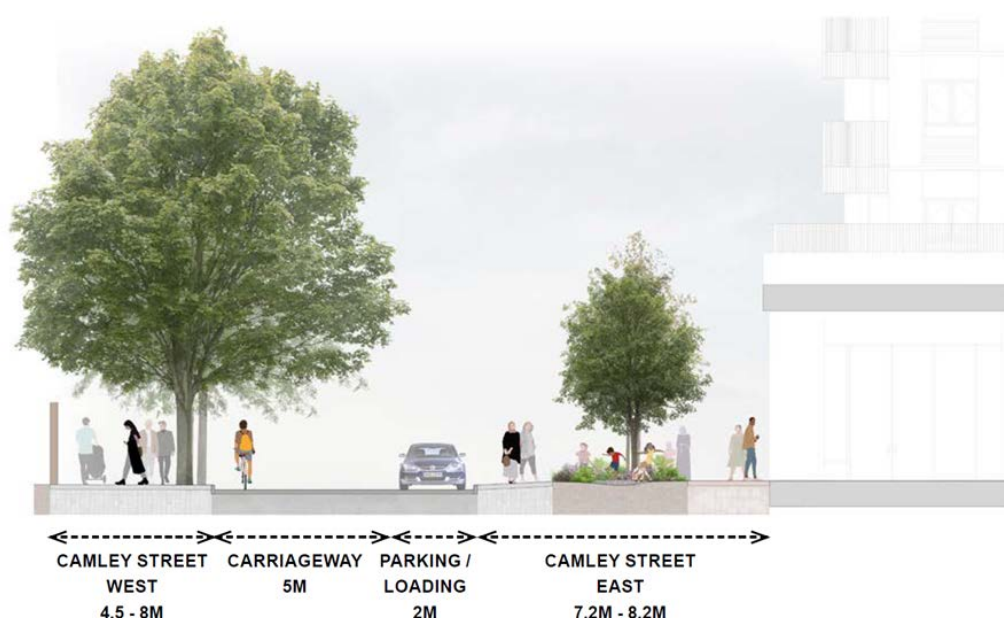 CAMLEY STREET
WEST
4.5 - 8M
CARRIAGEWAY
5M
PARKING /
LOADING
2M
CAMLEY STREET
EAST
7.2M - 8.2M